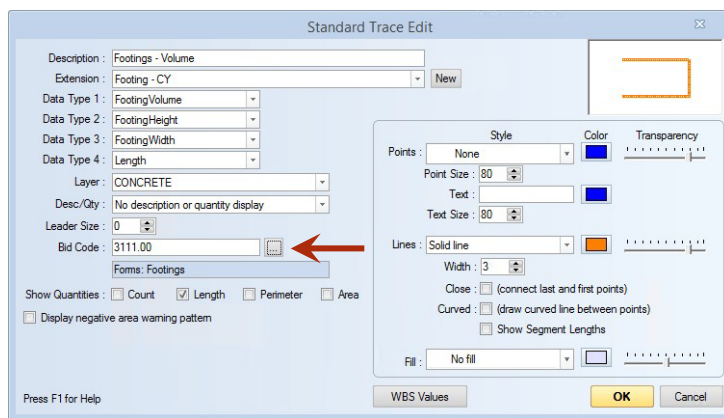 Standard Trace Edit
Description : Footings - Volume
Extension : Footing - CY New
Data Type 1 : FootingVolume
Data Type 2 : FootingHeight
Data Type 3 : FootingWidth
Data Type 4 : Length
Layer : CONCRETE
Desc/Qty : No description or quantity display
Leader Size : 0
Bid Code : 3111.00 ...
Forms: Footings
Show Quantities : Count Length Perimeter Area
Display negative area warning pattern
Press F1 for Help
Style Color Transparency
Points : None
Point Size : 80
Text :
Text Size : 80
Lines : Solid line
Width : 3
Close : (connect last and first points)
Curved : (draw curved line between points)
Show Segment Lengths
Fill : No fill
WBS Values OK Cancel